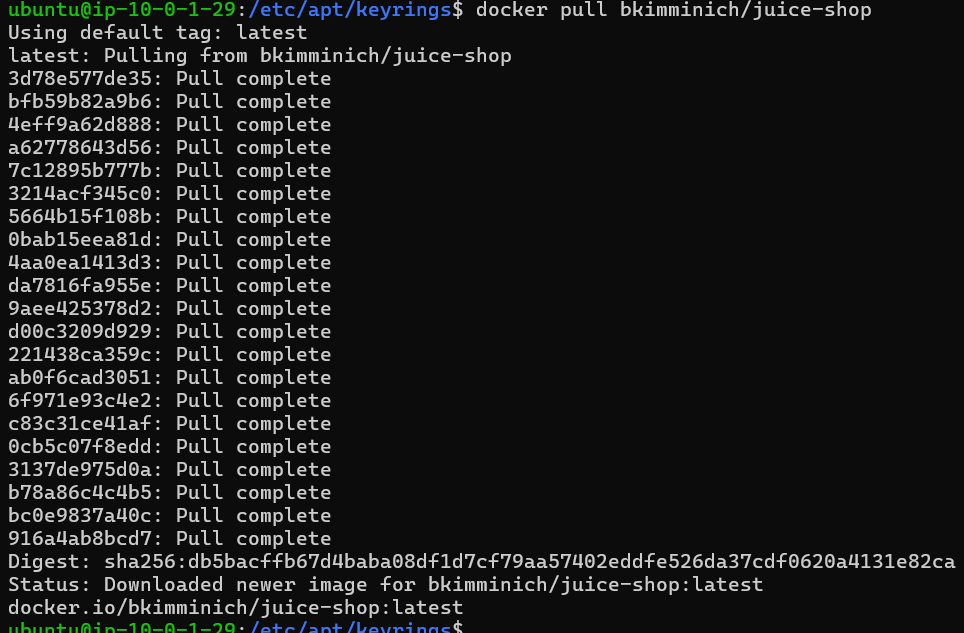 ubuntu@ip-10-0-1-29:/etc/apt/keyrings$ docker pull bkimminich/juice-shop
Using default tag: latest
latest: Pulling from bkimminich/juice-shop
3d78e577de35: Pull complete
bfb59b82a9b6: Pull complete
4eff9a62d888: Pull complete
a62778643d56: Pull complete
7c12895b777b: Pull complete
3214acf345c0: Pull complete
5664b15f108b: Pull complete
0bab15eea81d: Pull complete
4aa0ea1413d3: Pull complete
da7816fa955e: Pull complete
9aee425378d2: Pull complete
d00c3209d929: Pull complete
221438ca359c: Pull complete
ab0f6cad3051: Pull complete
6f971e93c4e2: Pull complete
c83c31ce41af: Pull complete
0cb5c07f8edd: Pull complete
3137de975d0a: Pull complete
b78a86c4c4b5: Pull complete
bc0e9837a40c: Pull complete
916a4ab8bcd7: Pull complete
Digest: sha256:db5bacffb67d4baba08df1d7cf79aa57402eddfe526da37cdf0620a4131e82ca
Status: Downloaded newer image for bkimminich/juice-shop:latest
docker.io/bkimminich/juice-shop:latest
ubuntu@ip-10-0-1-29:/etc/apt/keyrings$